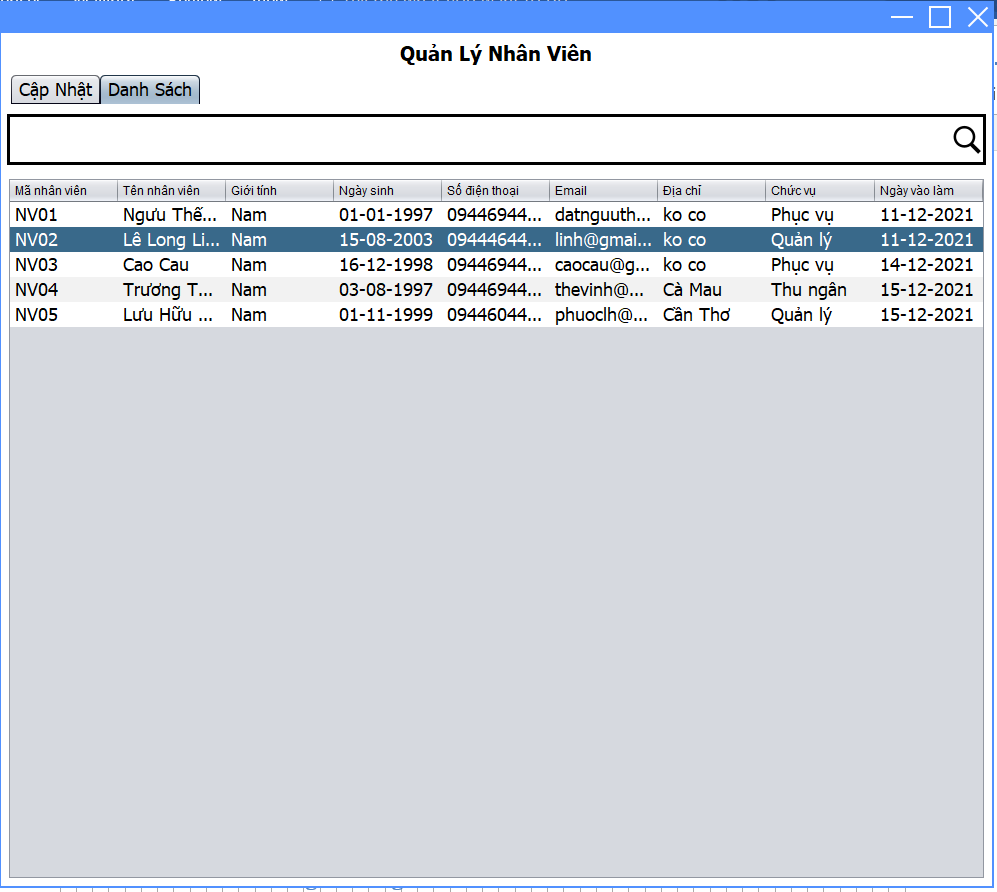 Quản Lý Nhân Viên
Cập Nhật Danh Sách
Mã nhân viên Tên nhân viên Giới tính Ngày sinh Số điện thoại Email Địa chỉ Chức vụ Ngày vào làm
NV01 Ngưu Thế... Nam 01-01-1997 09446944... datnguuth... ko co Phục vụ 11-12-2021
NV02 Lê Long Li... Nam 15-08-2003 09444644... linh@gmai... ko co Quản lý 11-12-2021
NV03 Cao Cau Nam 16-12-1998 09446944... caocau@g... ko co Phục vụ 14-12-2021
NV04 Trương T... Nam 03-08-1997 09446944... thevinh@... Cà Mau Thu ngân 15-12-2021
NV05 Lưu Hữu ... Nam 01-11-1999 09446044... phuoclh@... Cần Thơ Quản lý 15-12-2021